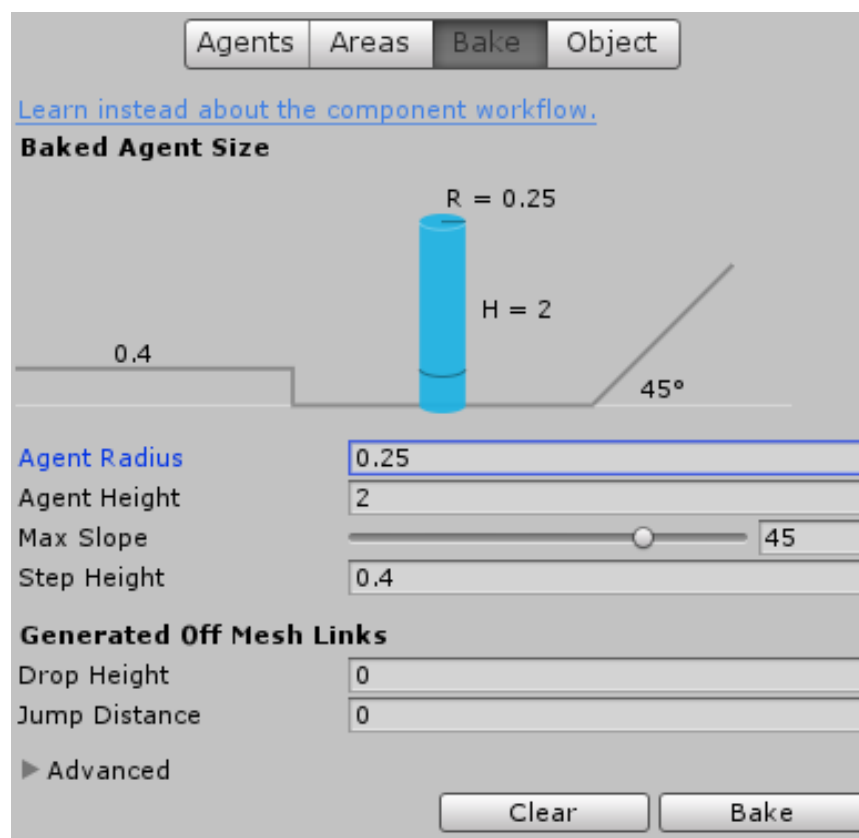 Agents Areas Bake Object
Learn instead about the component workflow.
Baked Agent Size
R = 0.25
H = 2
0.4
45°
Agent Radius 0.25
Agent Height 2
Max Slope 45
Step Height 0.4
Generated Off Mesh Links
Drop Height 0
Jump Distance 0
Advanced
Clear Bake